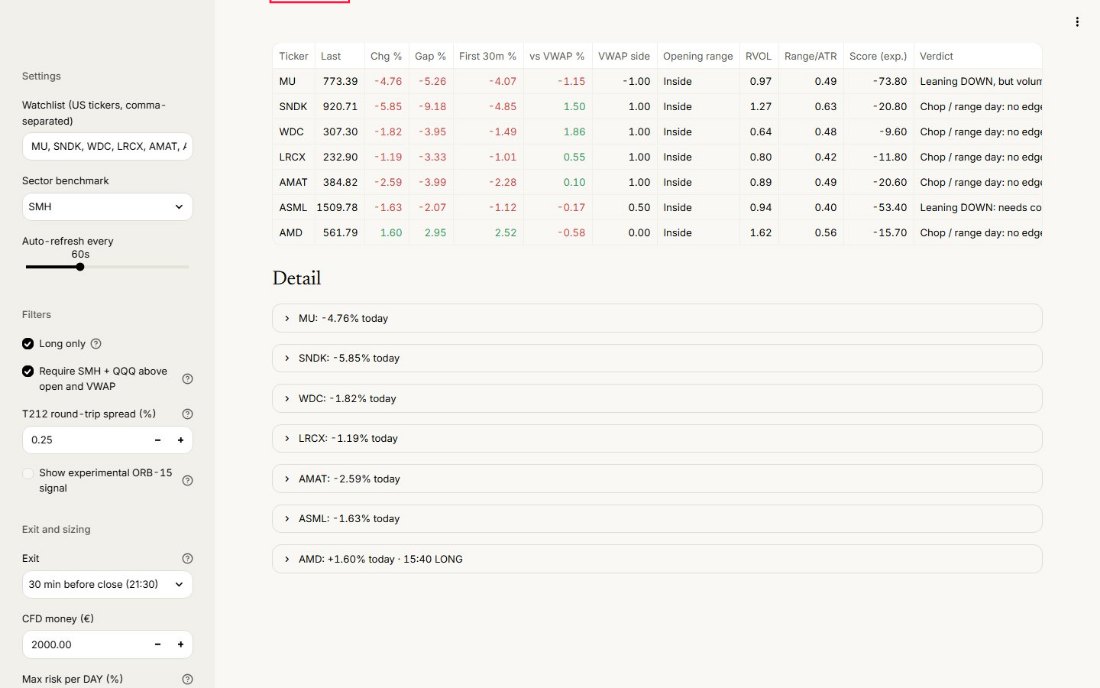 Settings
Watchlist (US tickers, comma-
separated)
MU, SNDK, WDC, LRCX, AMAT,
Sector benchmark
SMH
Auto-refresh every
60s
Filters
Long only
Require SMH + QQQ above
open and VWAP
T212 round-trip spread (%)
0.25 − +
Show experimental ORB-15
signal
Exit and sizing
Exit
30 min before close (21:30)
CFD money (€)
2000.00 − +
Max risk per DAY (%)
Ticker Last Chg % Gap % First 30m % vs VWAP % VWAP side Opening range RVOL Range/ATR Score (exp.) Verdict
MU 773.39 -4.76 -5.26 -4.07 -1.15 -1.00 Inside 0.97 0.49 -73.80 Leaning DOWN, but volum
SNDK 920.71 -5.85 -9.18 -4.85 1.50 1.00 Inside 1.27 0.63 -20.80 Chop / range day: no edge
WDC 307.30 -1.82 -3.95 -1.49 1.86 1.00 Inside 0.64 0.48 -9.60 Chop / range day: no edge
LRCX 232.90 -1.19 -3.33 -1.01 0.55 1.00 Inside 0.80 0.42 -11.80 Chop / range day: no edge
AMAT 384.82 -2.59 -3.99 -2.28 0.10 1.00 Inside 0.89 0.49 -20.60 Chop / range day: no edge
ASML 1509.78 -1.63 -2.07 -1.12 -0.17 0.50 Inside 0.94 0.40 -53.40 Leaning DOWN: needs co
AMD 561.79 1.60 2.95 2.52 -0.58 0.00 Inside 1.62 0.56 -15.70 Chop / range day: no edge
Detail
MU: -4.76% today
SNDK: -5.85% today
WDC: -1.82% today
LRCX: -1.19% today
AMAT: -2.59% today
ASML: -1.63% today
AMD: +1.60% today · 15:40 LONG